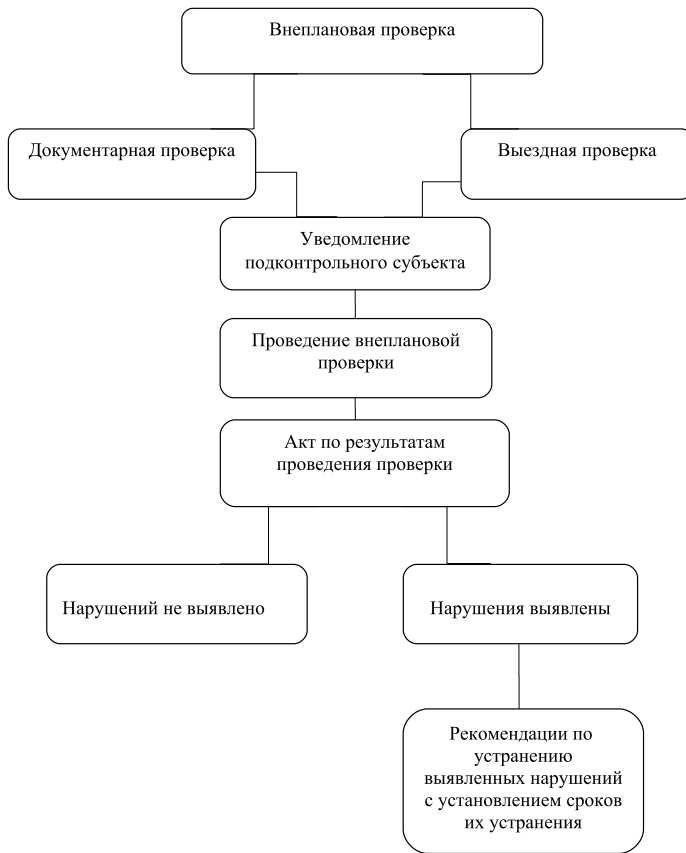 Внеплановая проверка
Документарная проверка
Выездная проверка
Уведомление
подконтрольного субъекта
Проведение внеплановой
проверки
Акт по результатам
проведения проверки
Нарушений не выявлено
Нарушения выявлены
Рекомендации по
устранению
выявленных нарушений
с установлением сроков
их устранения